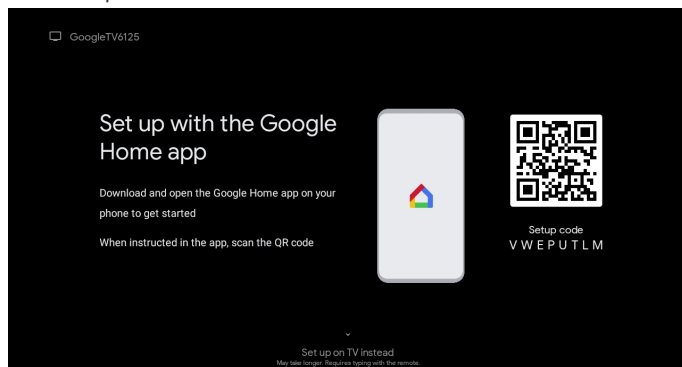 GoogleTV6125
Set up with the Google
Home app
Download and open the Google Home app on your
phone to get started
When instructed in the app, scan the QR code
Setup code
VWEPUTLM
Set up on TV instead
May take longer. Requires typing with the remote.